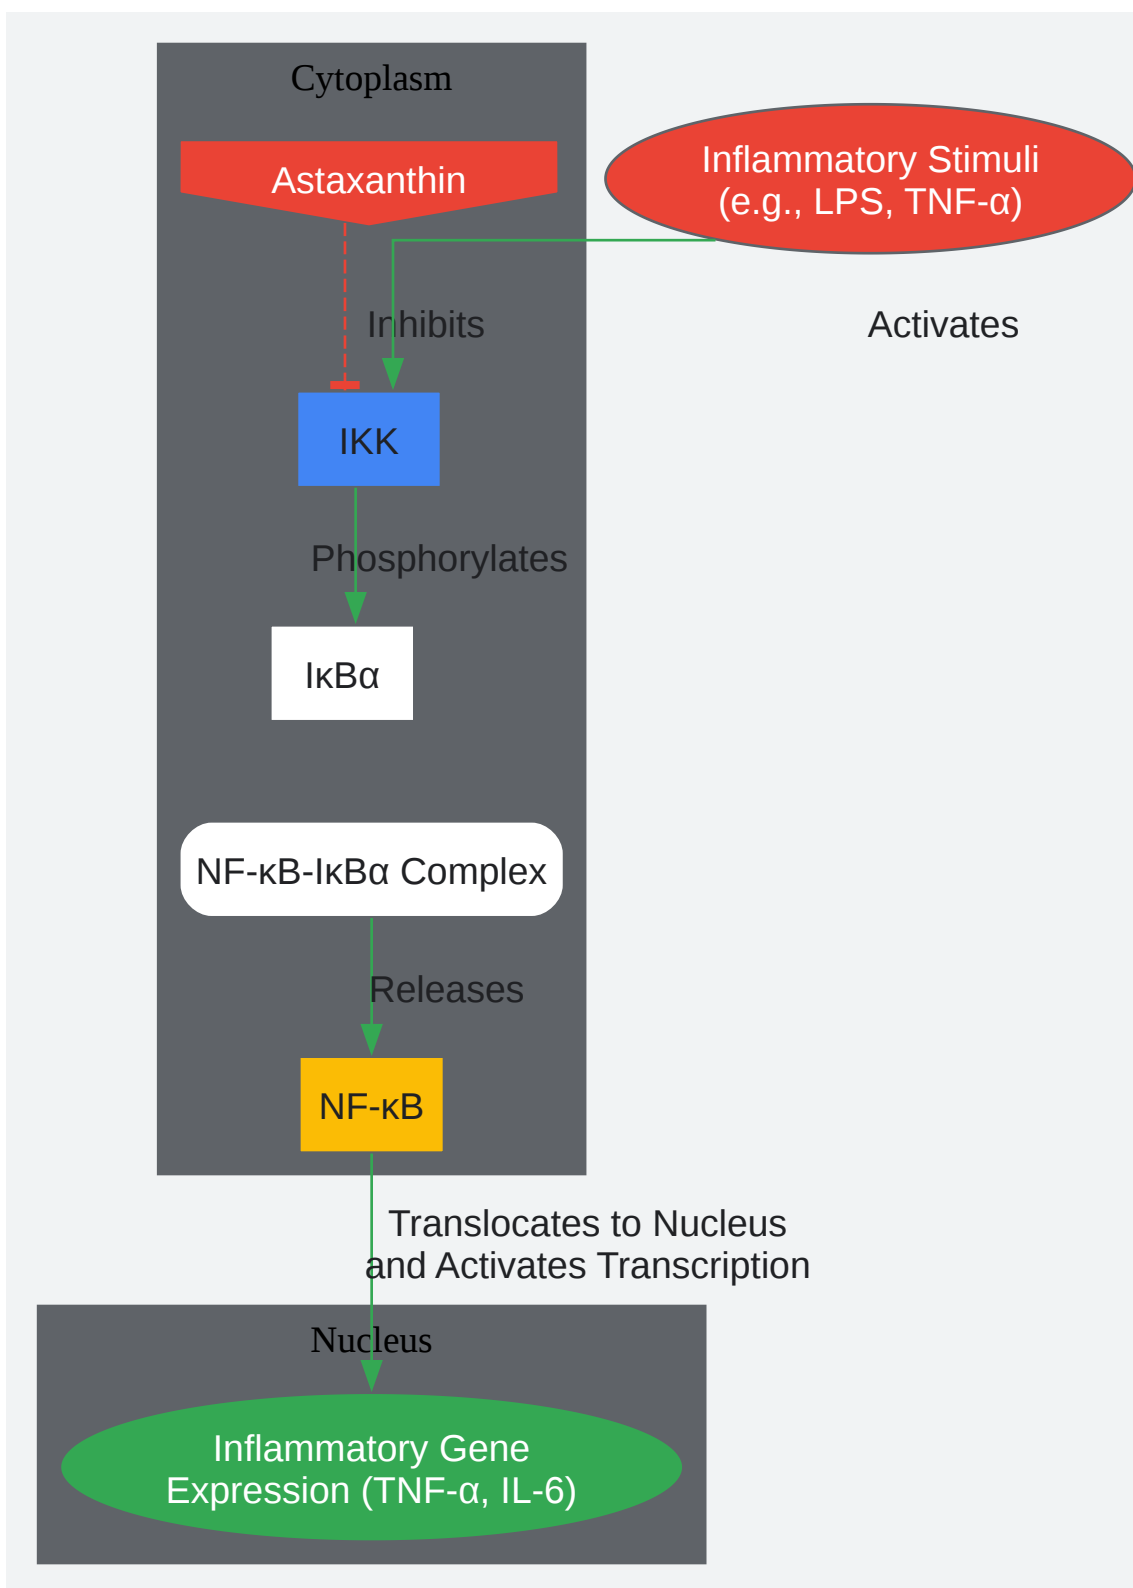 Cytoplasm
Astaxanthin
Inflammatory Stimuli
(e.g., LPS, TNF-α)
Inhibits
Activates
IKK
Phosphorylates
IκBα
NF-κB-IκBα Complex
Releases
NF-κB
Translocates to Nucleus
and Activates Transcription
Nucleus
Inflammatory Gene
Expression (TNF-α, IL-6)